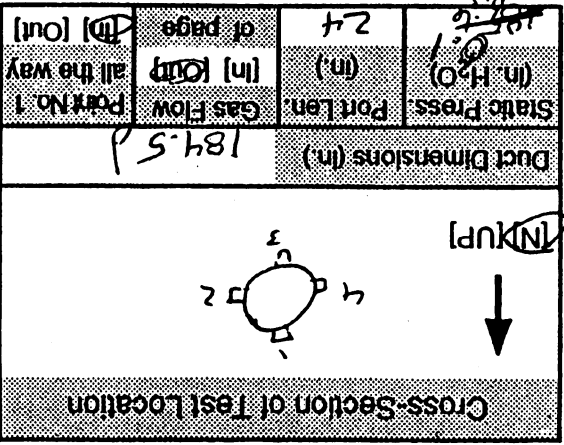 Cross-Section of Test Location
[N][UP]
1
4
2
3
Duct Dimensions (in.) 184.5
Static Press. Port Len. Gas Flow Point No. 1
(in. H₂O) (in.) [In] [Out] all the way
24 of page [In] [Out]